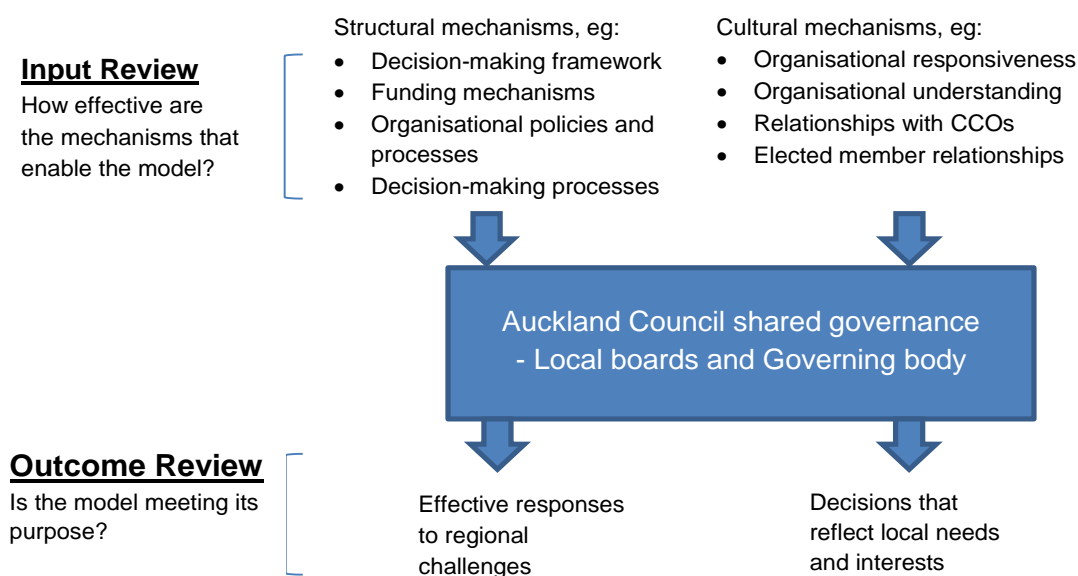 Input Review
How effective are
the mechanisms that
enable the model?
Structural mechanisms, eg:
• Decision-making framework
• Funding mechanisms
• Organisational policies and
processes
• Decision-making processes
Cultural mechanisms, eg:
• Organisational responsiveness
• Organisational understanding
• Relationships with CCOs
• Elected member relationships
Auckland Council shared governance
- Local boards and Governing body
Outcome Review
Is the model meeting its
purpose?
Effective responses
to regional
challenges
Decisions that
reflect local needs
and interests